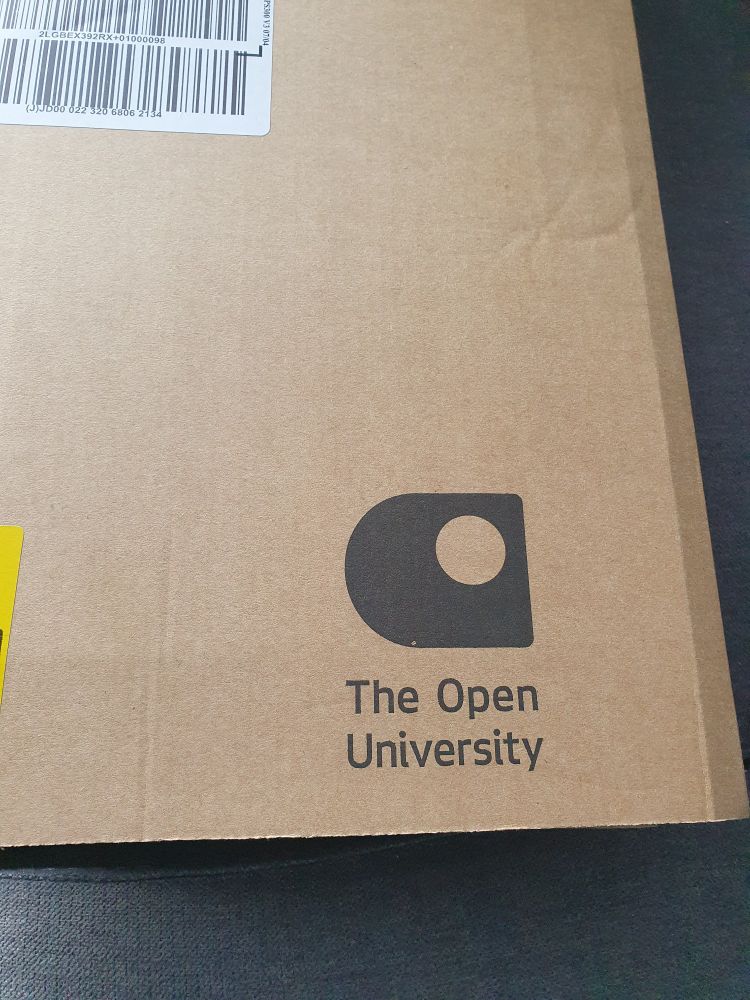 2LGBEX392RX+01000098
(J)JD00 022 320 6806 2134
The Open
University